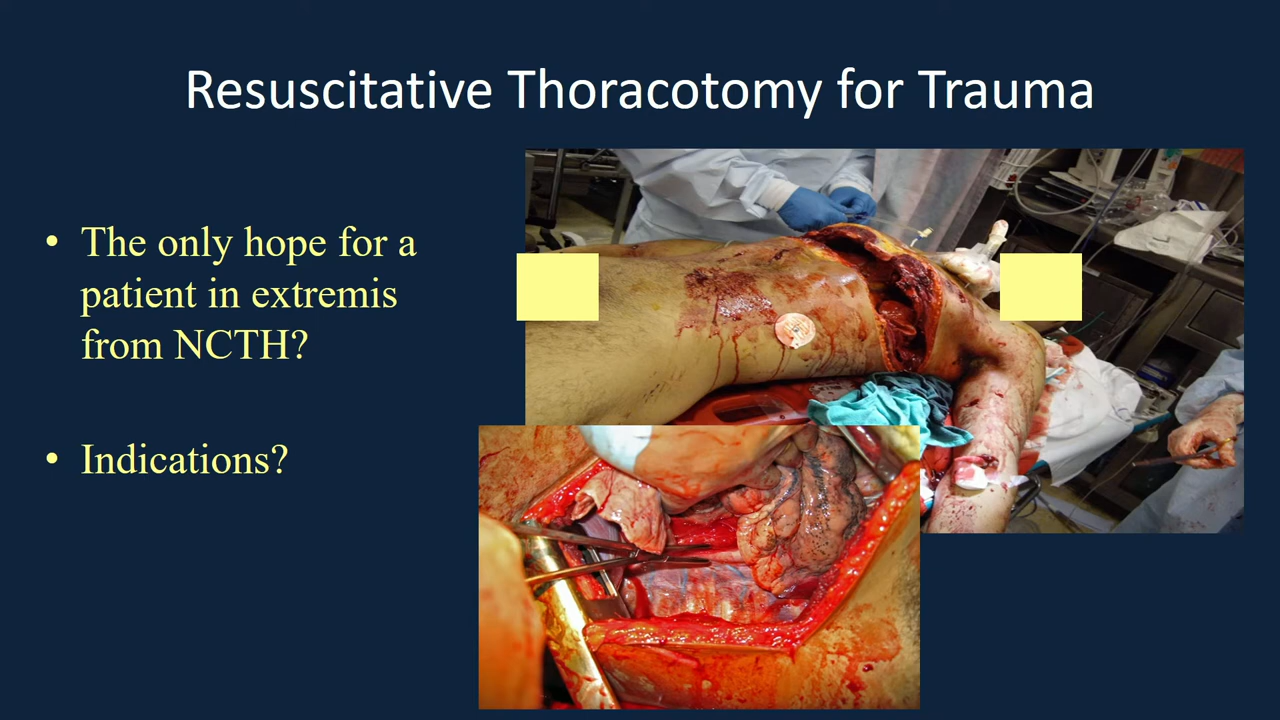 Resuscitative Thoracotomy for Trauma
• The only hope for a
patient in extremis
from NCTH?
• Indications?